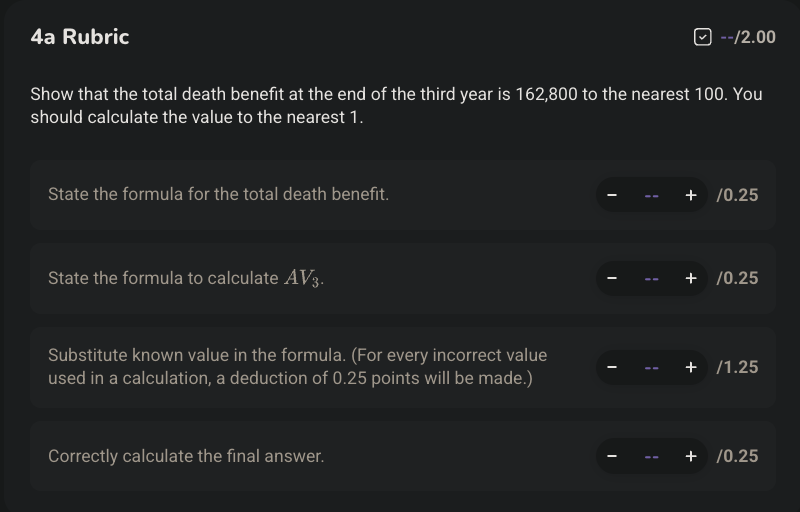 4a Rubric
--/2.00
Show that the total death benefit at the end of the third year is 162,800 to the nearest 100. You
should calculate the value to the nearest 1.
State the formula for the total death benefit.
− -- + /0.25
State the formula to calculate AV₃.
− -- + /0.25
Substitute known value in the formula. (For every incorrect value
used in a calculation, a deduction of 0.25 points will be made.)
− -- + /1.25
Correctly calculate the final answer.
− -- + /0.25